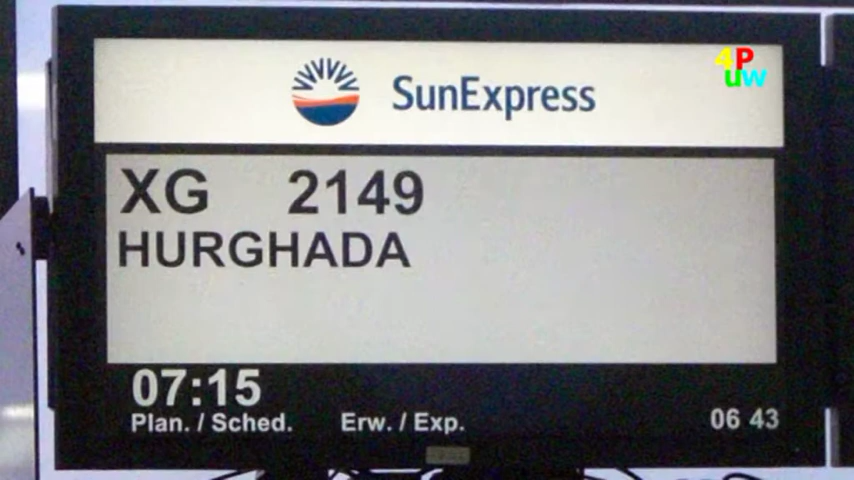 4P
uw
SunExpress
XG 2149
HURGHADA
07:15
Plan. / Sched. Erw. / Exp. 06 43